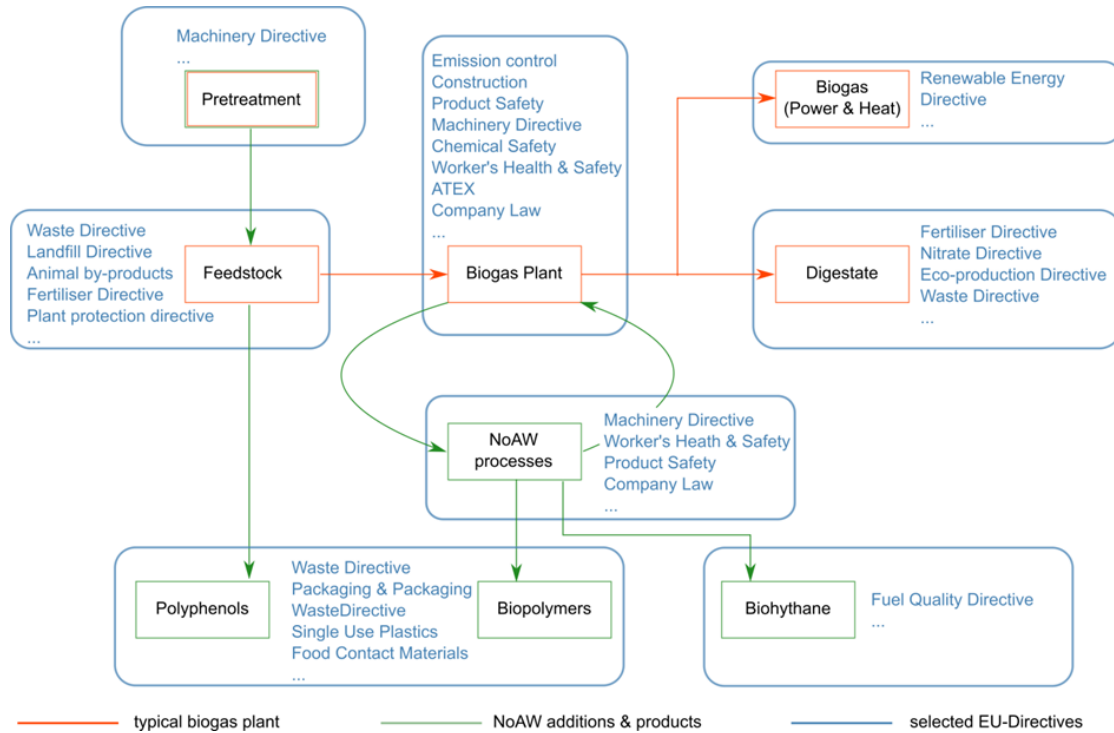 Machinery Directive
...
Pretreatment
Emission control
Construction
Product Safety
Machinery Directive
Chemical Safety
Worker's Health & Safety
ATEX
Company Law
...
Biogas Plant
Biogas
(Power & Heat)
Renewable Energy
Directive
...
Waste Directive
Landfill Directive
Animal by-products
Fertiliser Directive
Plant protection directive
...
Feedstock
Digestate
Fertiliser Directive
Nitrate Directive
Eco-production Directive
Waste Directive
...
NoAW
processes
Machinery Directive
Worker's Heath & Safety
Product Safety
Company Law
...
Polyphenols
Waste Directive
Packaging & Packaging
WasteDirective
Single Use Plastics
Food Contact Materials
...
Biopolymers
Biohythane
Fuel Quality Directive
...
typical biogas plant
NoAW additions & products
selected EU-Directives